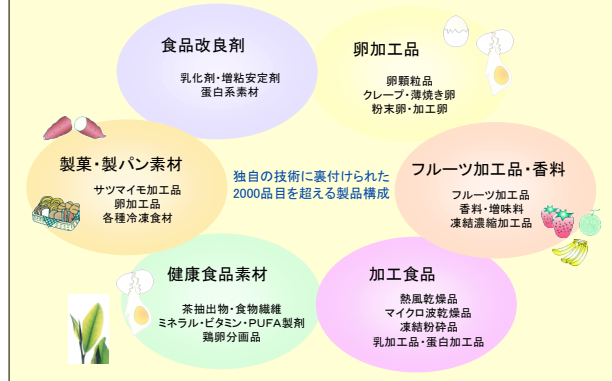 食品改良剤
乳化剤・増粘安定剤
蛋白系素材
卵加工品
卵顆粒品
クレープ・薄焼き卵
粉末卵・加工卵
製菓・製パン素材
サツマイモ加工品
卵加工品
各種冷凍食材
独自の技術に裏付けられた
2000品目を超える製品構成
フルーツ加工品・香料
フルーツ加工品
香料・増味料
凍結濃縮加工品
健康食品素材
茶抽出物・食物繊維
ミネラル・ビタミン・PUFA製剤
鶏卵分画品
加工食品
熱風乾燥品
マイクロ波乾燥品
凍結粉砕品
乳加工品・蛋白加工品